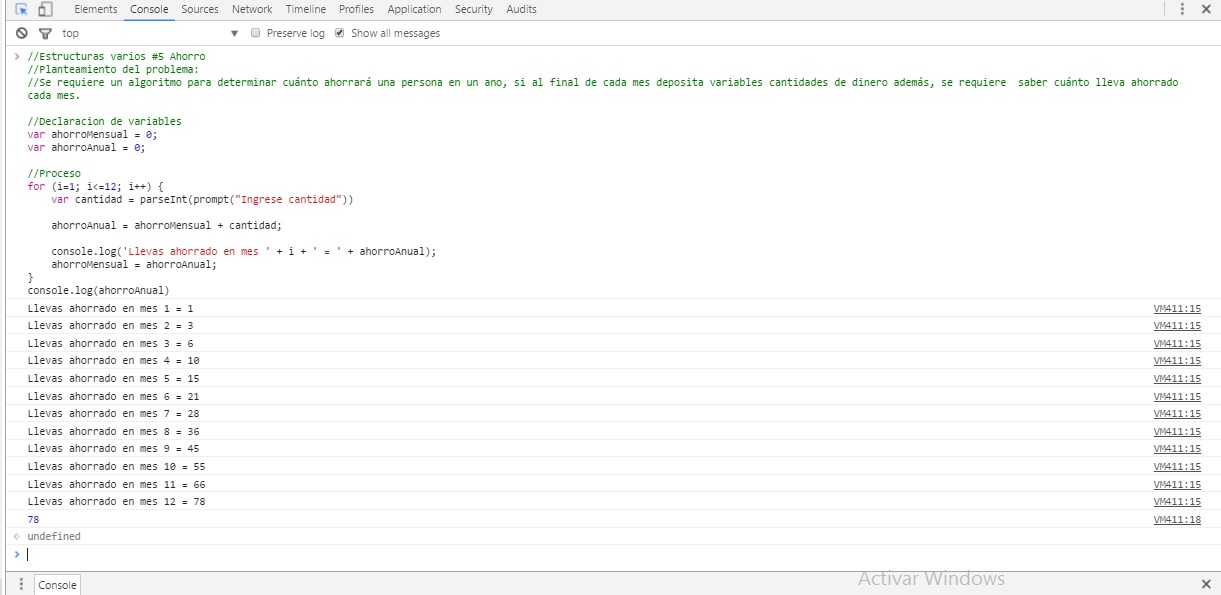 Elements Console Sources Network Timeline Profiles Application Security Audits
top Preserve log Show all messages
//Estructuras varios #5 Ahorro
//Planteamiento del problema:
//Se requiere un algoritmo para determinar cuánto ahorrará una persona en un ano, si al final de cada mes deposita variables cantidades de dinero además, se requiere  saber cuánto lleva ahorrado
cada mes.
//Declaracion de variables
var ahorroMensual = 0;
var ahorroAnual = 0;
//Proceso
for (i=1; i<=12; i++) {
    var cantidad = parseInt(prompt("Ingrese cantidad"))
    ahorroAnual = ahorroMensual + cantidad;
    console.log('Llevas ahorrado en mes ' + i + ' = ' + ahorroAnual);
    ahorroMensual = ahorroAnual;
}
console.log(ahorroAnual)
Llevas ahorrado en mes 1 = 1 VM411:15
Llevas ahorrado en mes 2 = 3 VM411:15
Llevas ahorrado en mes 3 = 6 VM411:15
Llevas ahorrado en mes 4 = 10 VM411:15
Llevas ahorrado en mes 5 = 15 VM411:15
Llevas ahorrado en mes 6 = 21 VM411:15
Llevas ahorrado en mes 7 = 28 VM411:15
Llevas ahorrado en mes 8 = 36 VM411:15
Llevas ahorrado en mes 9 = 45 VM411:15
Llevas ahorrado en mes 10 = 55 VM411:15
Llevas ahorrado en mes 11 = 66 VM411:15
Llevas ahorrado en mes 12 = 78 VM411:15
78 VM411:18
undefined
Activar Windows
Console